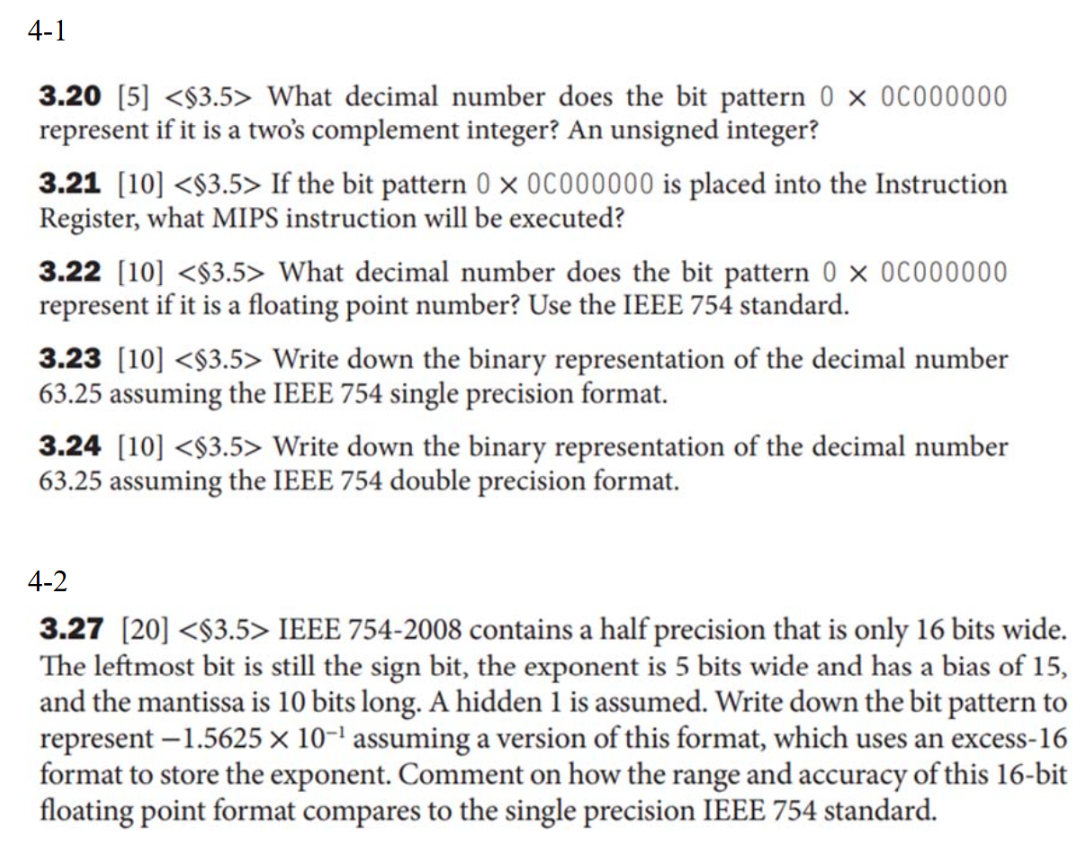 4-1
3.20 [5] <§3.5> What decimal number does the bit pattern 0 × 0C000000
represent if it is a two's complement integer? An unsigned integer?
3.21 [10] <§3.5> If the bit pattern 0 × 0C000000 is placed into the Instruction
Register, what MIPS instruction will be executed?
3.22 [10] <§3.5> What decimal number does the bit pattern 0 × 0C000000
represent if it is a floating point number? Use the IEEE 754 standard.
3.23 [10] <§3.5> Write down the binary representation of the decimal number
63.25 assuming the IEEE 754 single precision format.
3.24 [10] <§3.5> Write down the binary representation of the decimal number
63.25 assuming the IEEE 754 double precision format.
4-2
3.27 [20] <§3.5> IEEE 754-2008 contains a half precision that is only 16 bits wide.
The leftmost bit is still the sign bit, the exponent is 5 bits wide and has a bias of 15,
and the mantissa is 10 bits long. A hidden 1 is assumed. Write down the bit pattern to
represent −1.5625 × 10⁻¹ assuming a version of this format, which uses an excess-16
format to store the exponent. Comment on how the range and accuracy of this 16-bit
floating point format compares to the single precision IEEE 754 standard.